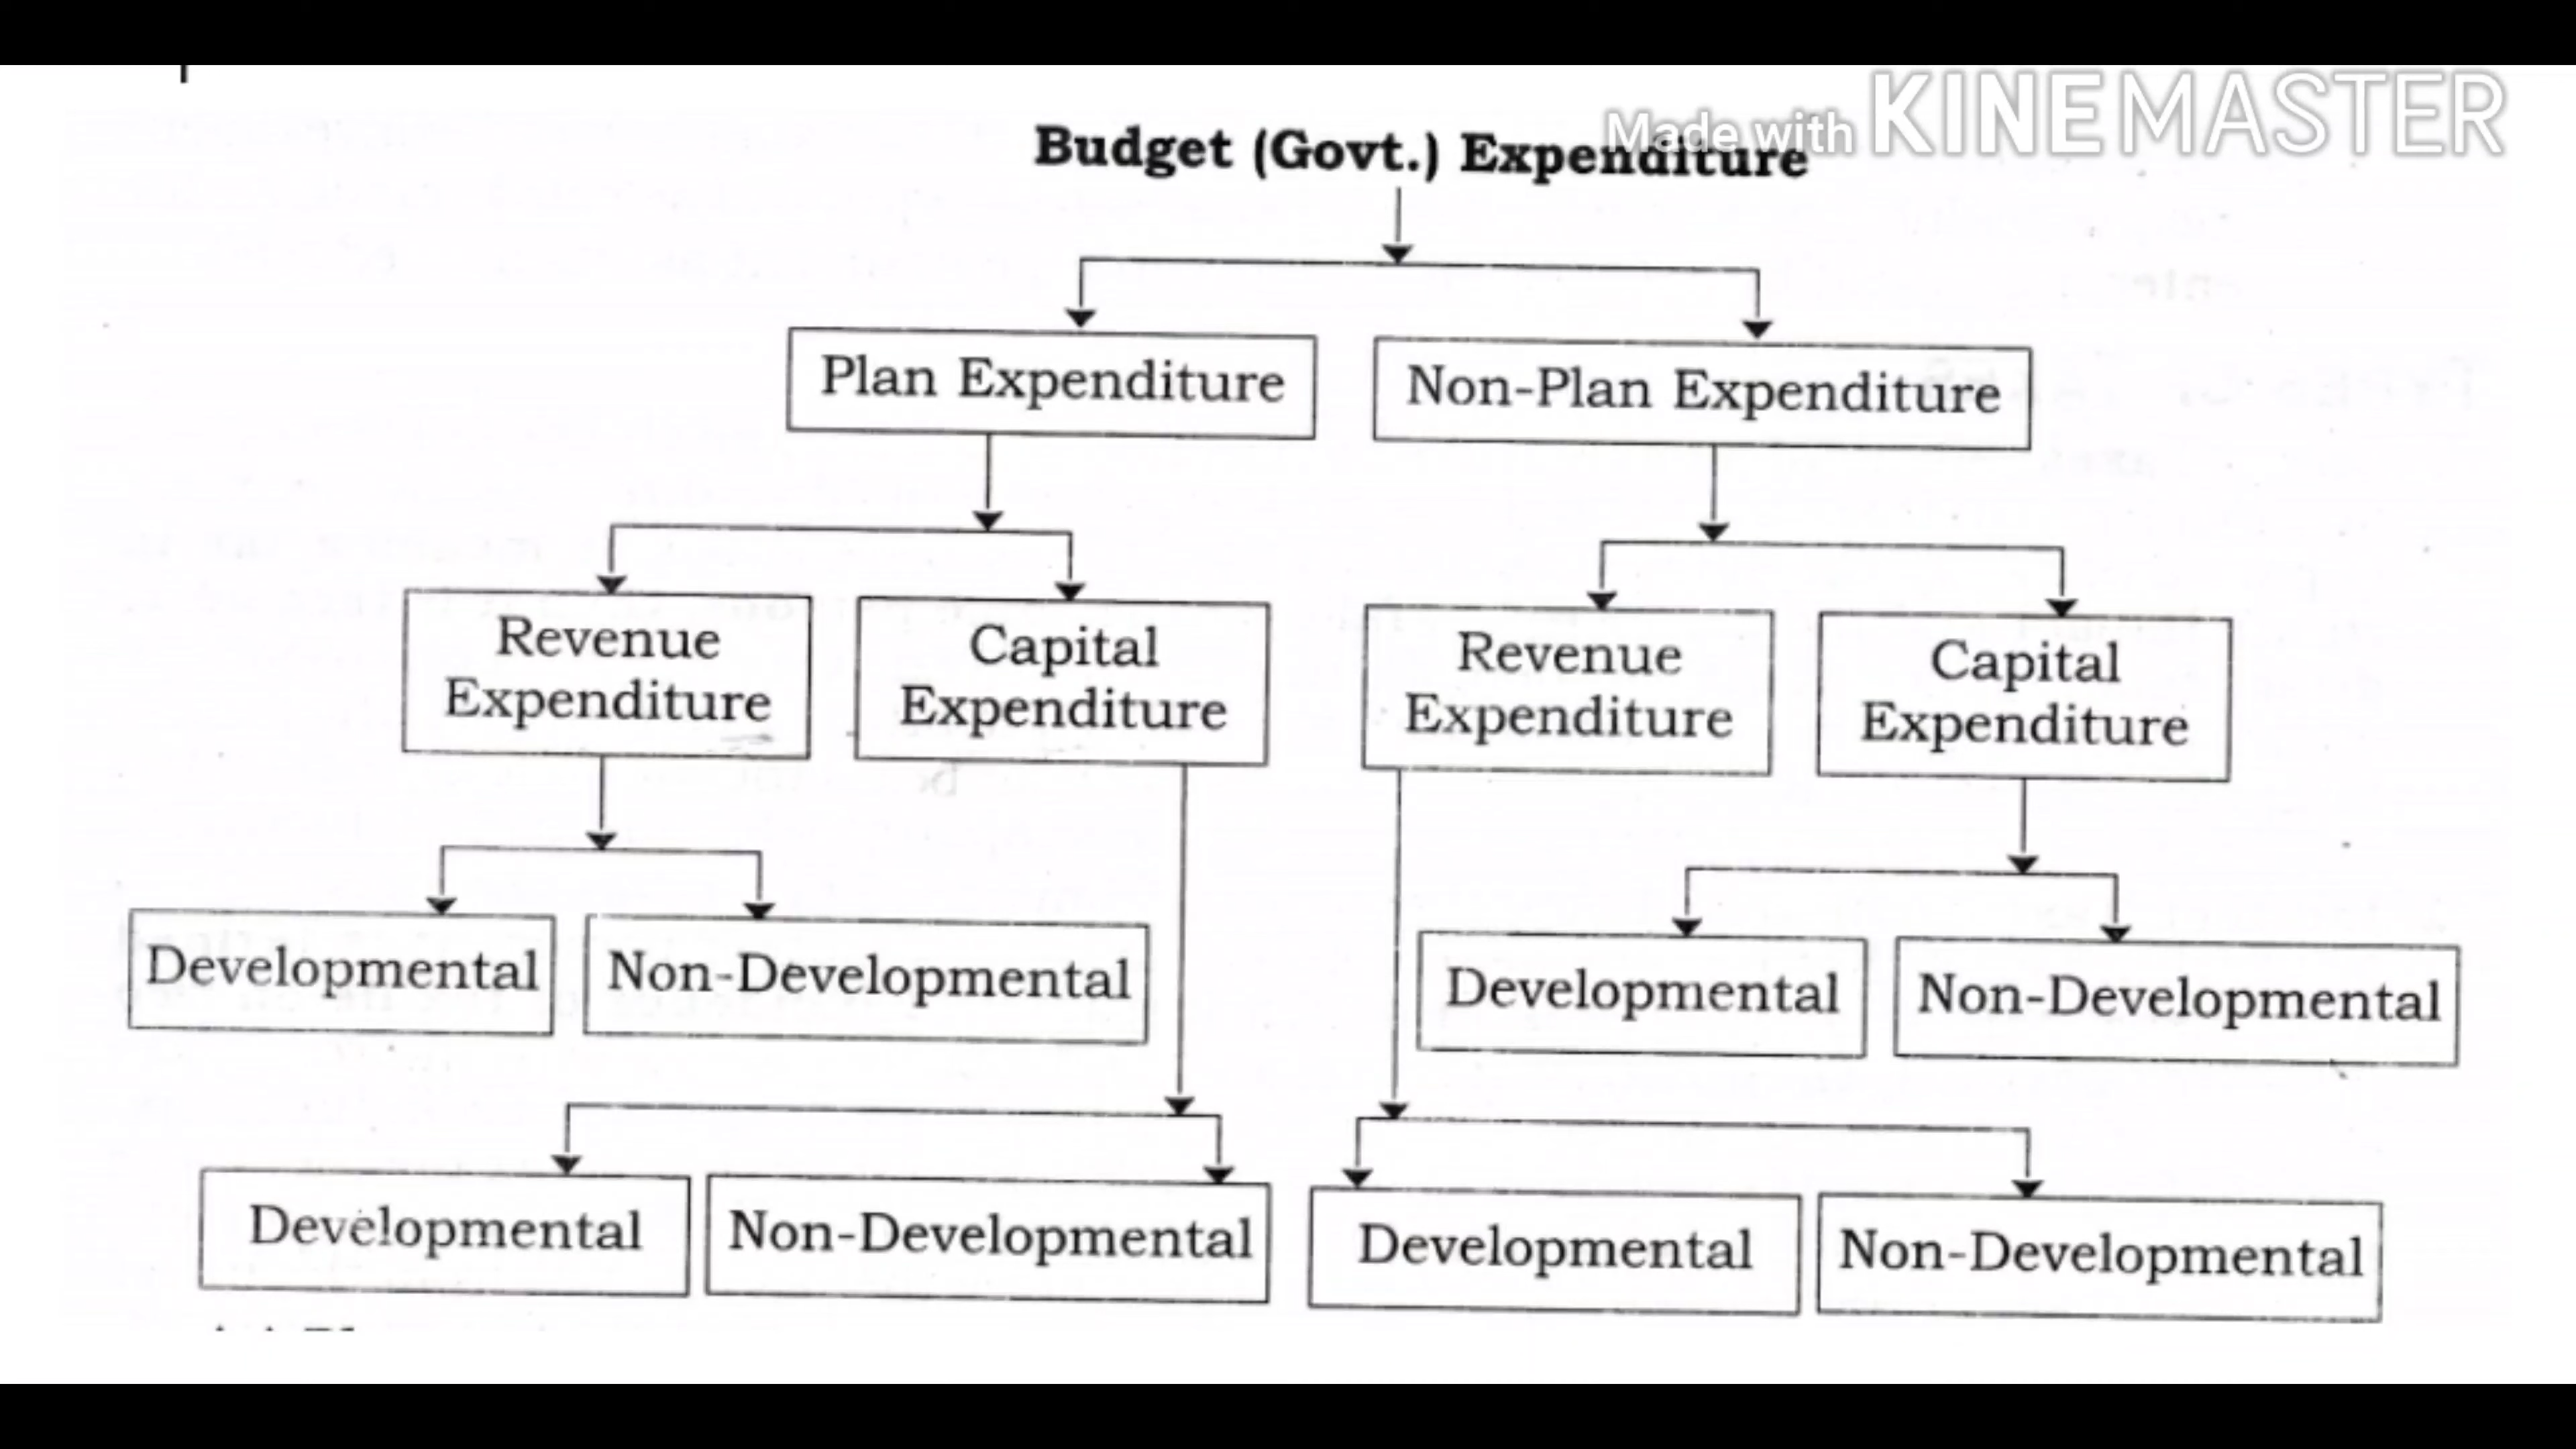 Made with KINEMASTER
Budget (Govt.) Expenditure
Plan Expenditure
Non-Plan Expenditure
Revenue
Expenditure
Capital
Expenditure
Revenue
Expenditure
Capital
Expenditure
Developmental
Non-Developmental
Developmental
Non-Developmental
Developmental
Non-Developmental
Developmental
Non-Developmental